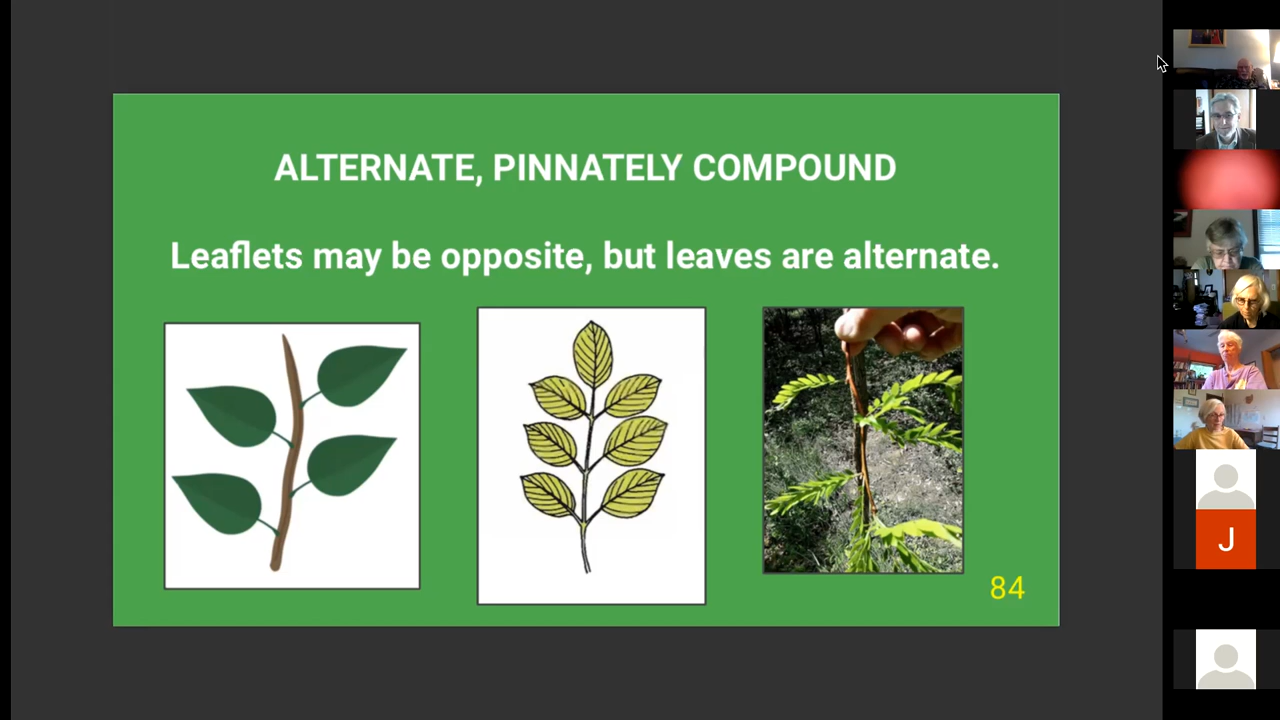 ALTERNATE, PINNATELY COMPOUND
Leaflets may be opposite, but leaves are alternate.
84
J